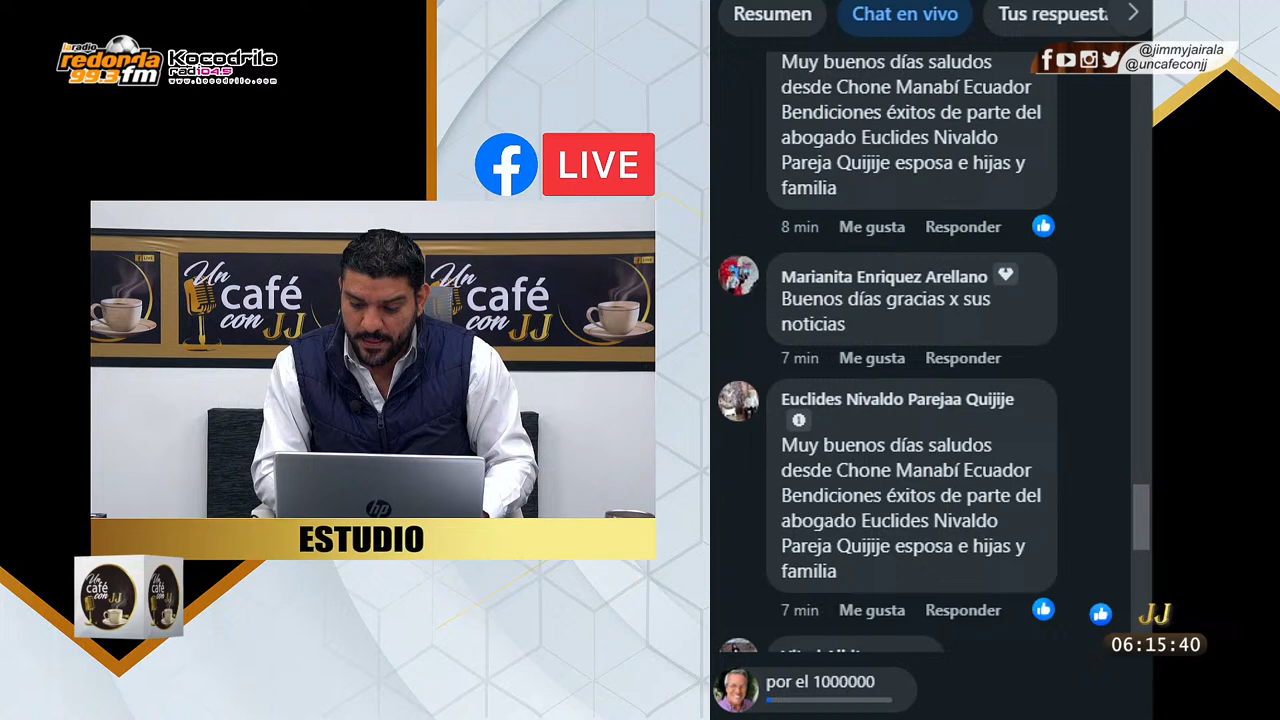 la radio
redonda
99.3 fm
Kocodrilo
radio 104.5
www.kocodrilo.com
LIVE
Un
café
con JJ
Un
café
con JJ
hp
ESTUDIO
Un
café
con JJ
Resumen
Chat en vivo
@jimmyjairala
@uncafeconjj
Muy buenos días saludos
desde Chone Manabí Ecuador
Bendiciones éxitos de parte del
abogado Euclides Nivaldo
Pareja Quijije esposa e hijas y
familia
8 min Me gusta Responder
Marianita Enriquez Arellano
Buenos días gracias x sus
noticias
7 min Me gusta Responder
Euclides Nivaldo Parejaa Quijije
Muy buenos días saludos
desde Chone Manabí Ecuador
Bendiciones éxitos de parte del
abogado Euclides Nivaldo
Pareja Quijije esposa e hijas y
familia
7 min Me gusta Responder
JJ
06:15:40
por el 1000000